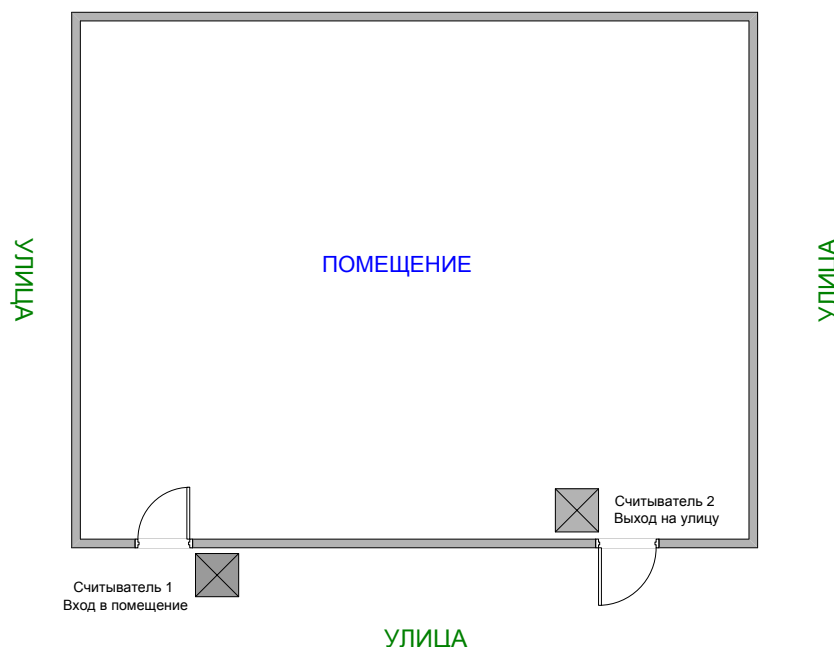 УЛИЦА
ПОМЕЩЕНИЕ
УЛИЦА
Считыватель 2
Выход на улицу
Считыватель 1
Вход в помещение
УЛИЦА